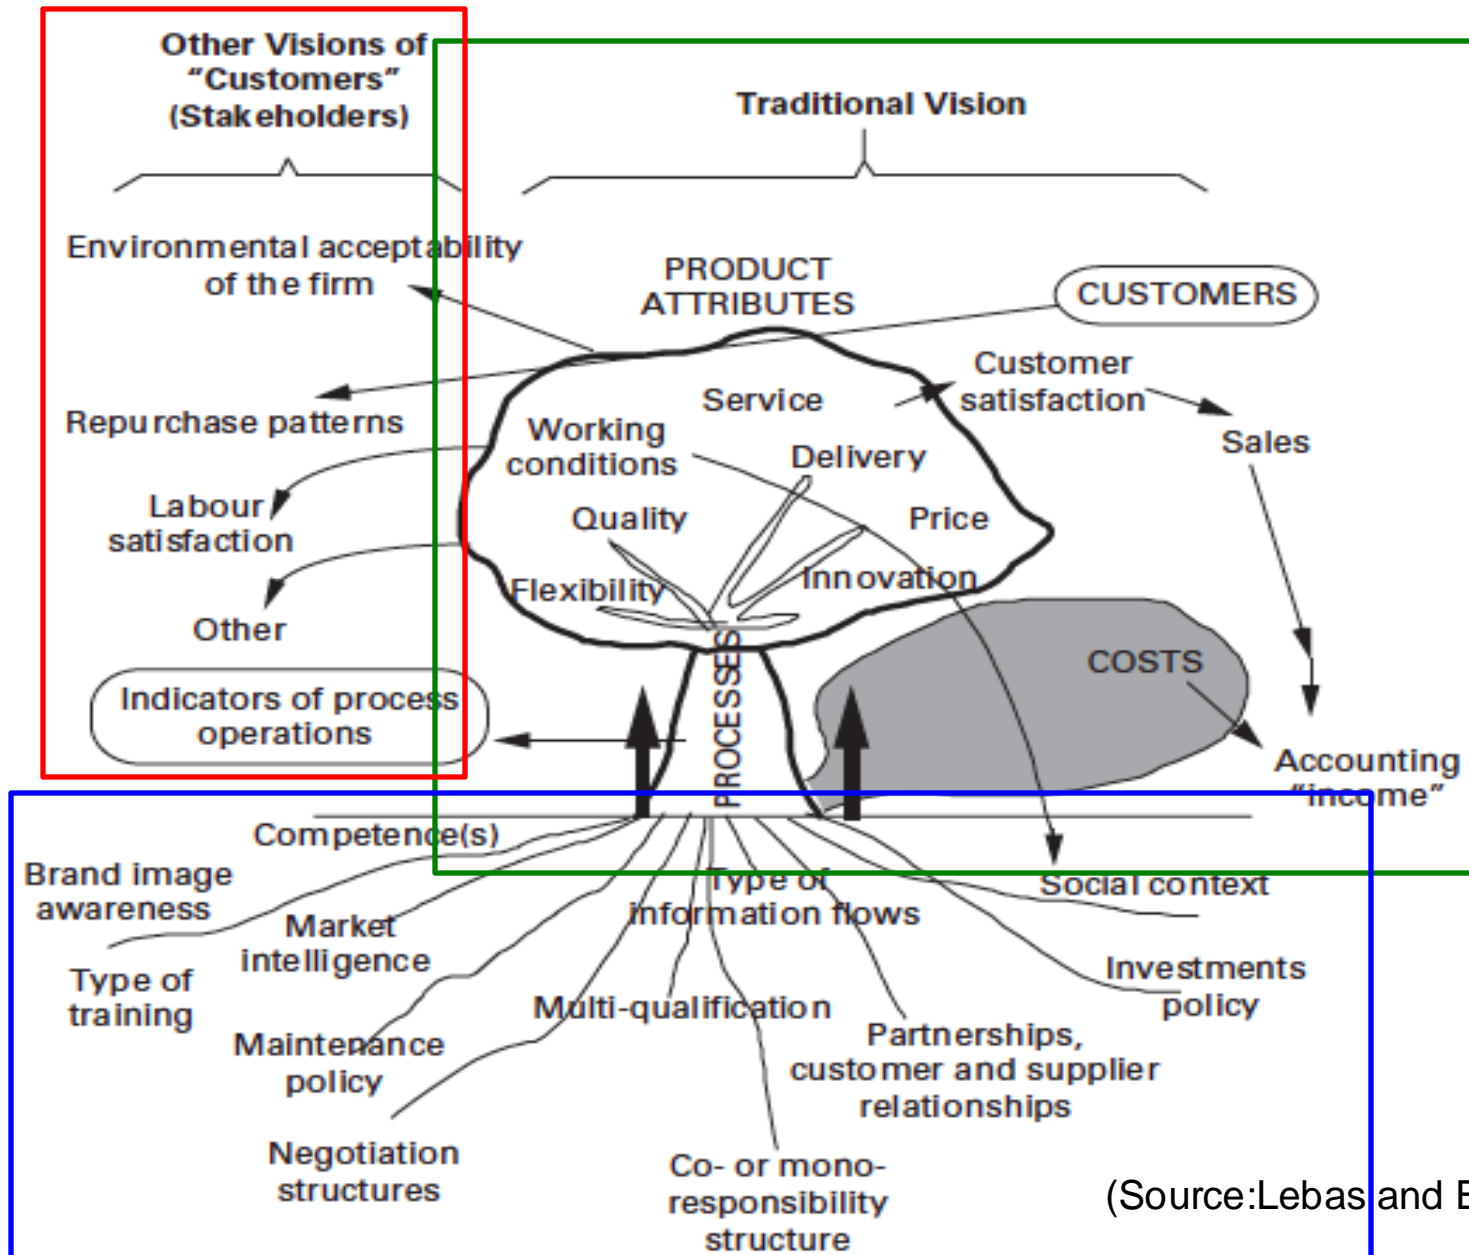 Other Visions of
"Customers"
(Stakeholders)
Traditional Vision
Environmental acceptability
of the firm
PRODUCT
ATTRIBUTES
CUSTOMERS
Customer
satisfaction
Service
Repurchase patterns
Working
conditions
Delivery
Sales
Labour
satisfaction
Quality
Price
Flexibility
Innovation
Other
PROCESSES
COSTS
Indicators of process
operations
Accounting
"income"
Competence(s)
Brand image
awareness
Type of
information flows
Social context
Market
intelligence
Type of
training
Investments
policy
Multi-qualification
Maintenance
policy
Partnerships,
customer and supplier
relationships
Negotiation
structures
Co- or mono-
responsibility
structure
(Source:Lebas and E